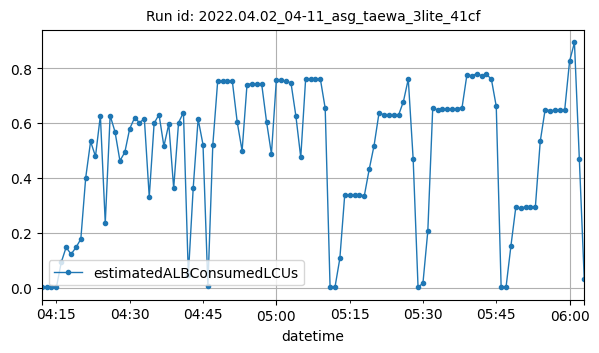 Run id: 2022.04.02_04-11_asg_taewa_3lite_41cf
0.8
0.6
0.4
0.2
0.0
estimatedALBConsumedLCUs
04:15 04:30 04:45 05:00 05:15 05:30 05:45 06:00
datetime